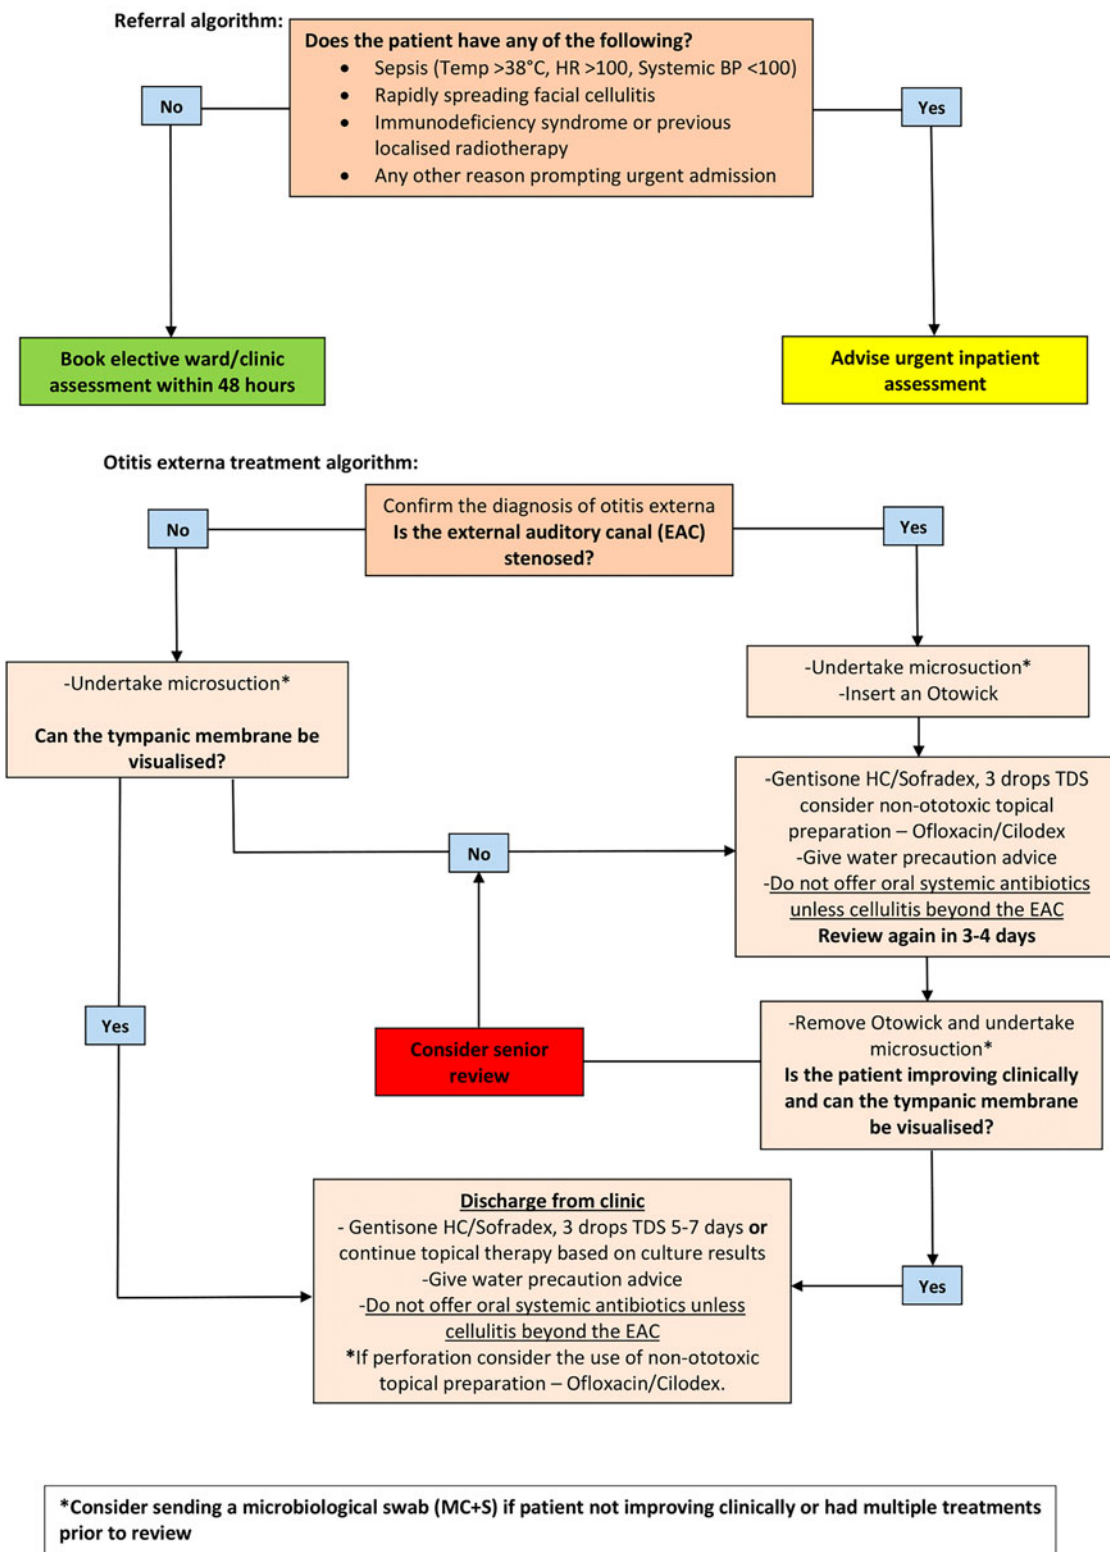 Referral algorithm:
Does the patient have any of the following?
• Sepsis (Temp >38°C, HR >100, Systemic BP <100)
• Rapidly spreading facial cellulitis
• Immunodeficiency syndrome or previous
localised radiotherapy
• Any other reason prompting urgent admission
No
Yes
Book elective ward/clinic
assessment within 48 hours
Advise urgent inpatient
assessment
Otitis externa treatment algorithm:
Confirm the diagnosis of otitis externa
Is the external auditory canal (EAC)
stenosed?
No
Yes
-Undertake microsuction*
Can the tympanic membrane be
visualised?
-Undertake microsuction*
-Insert an Otowick
-Gentisone HC/Sofradex, 3 drops TDS
consider non-ototoxic topical
preparation – Ofloxacin/Cilodex
-Give water precaution advice
-Do not offer oral systemic antibiotics
unless cellulitis beyond the EAC
Review again in 3-4 days
No
Yes
Consider senior
review
-Remove Otowick and undertake
microsuction*
Is the patient improving clinically
and can the tympanic membrane
be visualised?
Discharge from clinic
- Gentisone HC/Sofradex, 3 drops TDS 5-7 days or
continue topical therapy based on culture results
-Give water precaution advice
-Do not offer oral systemic antibiotics unless
cellulitis beyond the EAC
*If perforation consider the use of non-ototoxic
topical preparation – Ofloxacin/Cilodex.
Yes
*Consider sending a microbiological swab (MC+S) if patient not improving clinically or had multiple treatments
prior to review